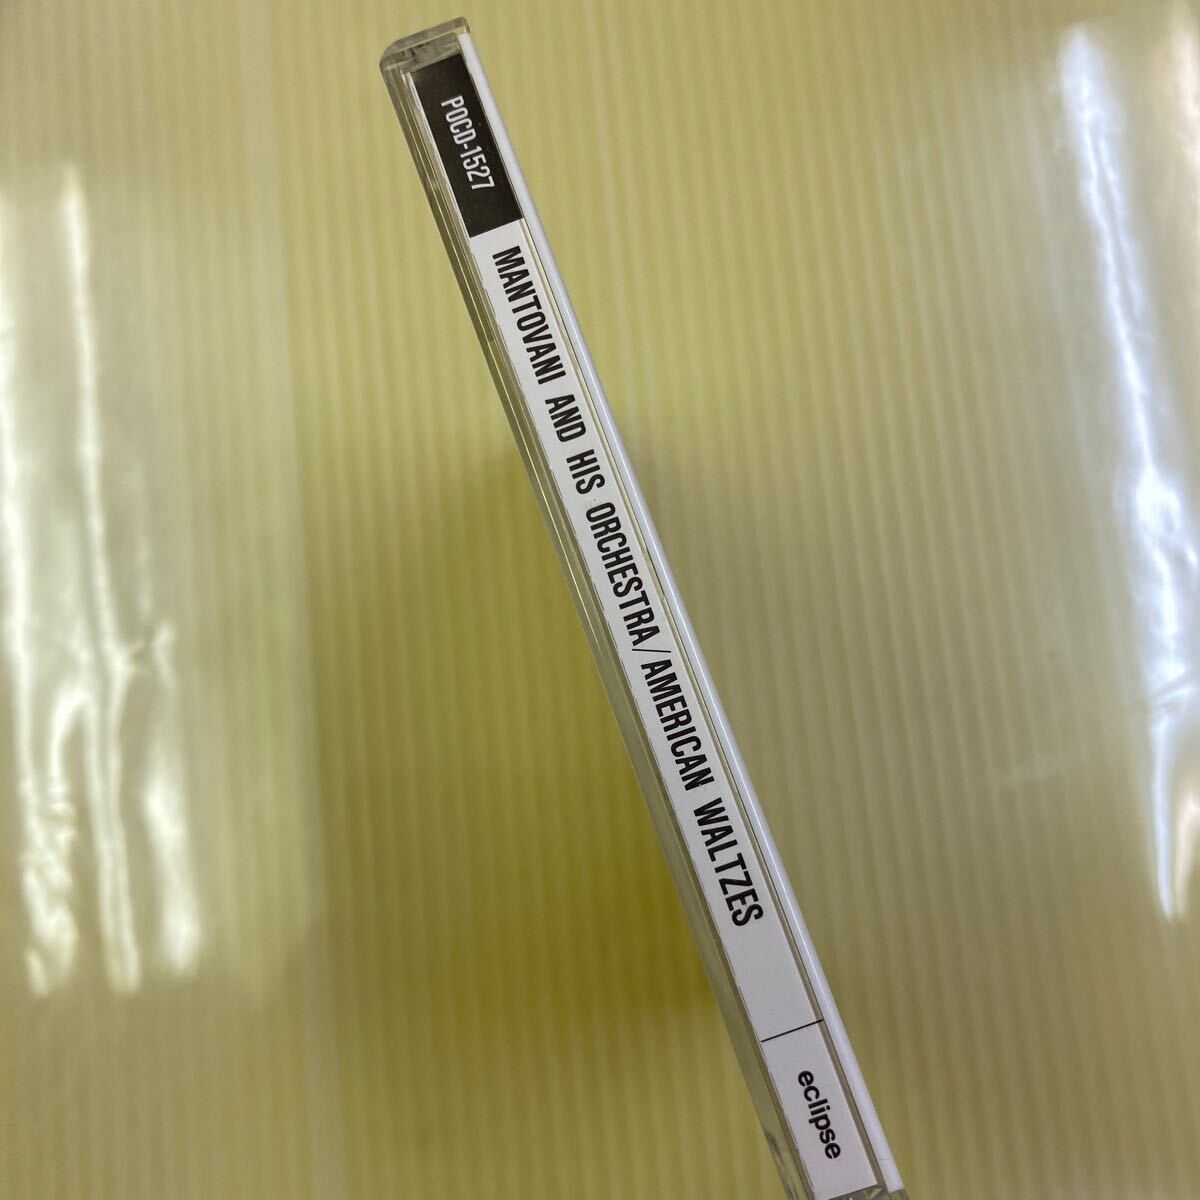 POCD-1527
MANTOVANI AND HIS ORCHESTRA/AMERICAN WALTZES
eclipse